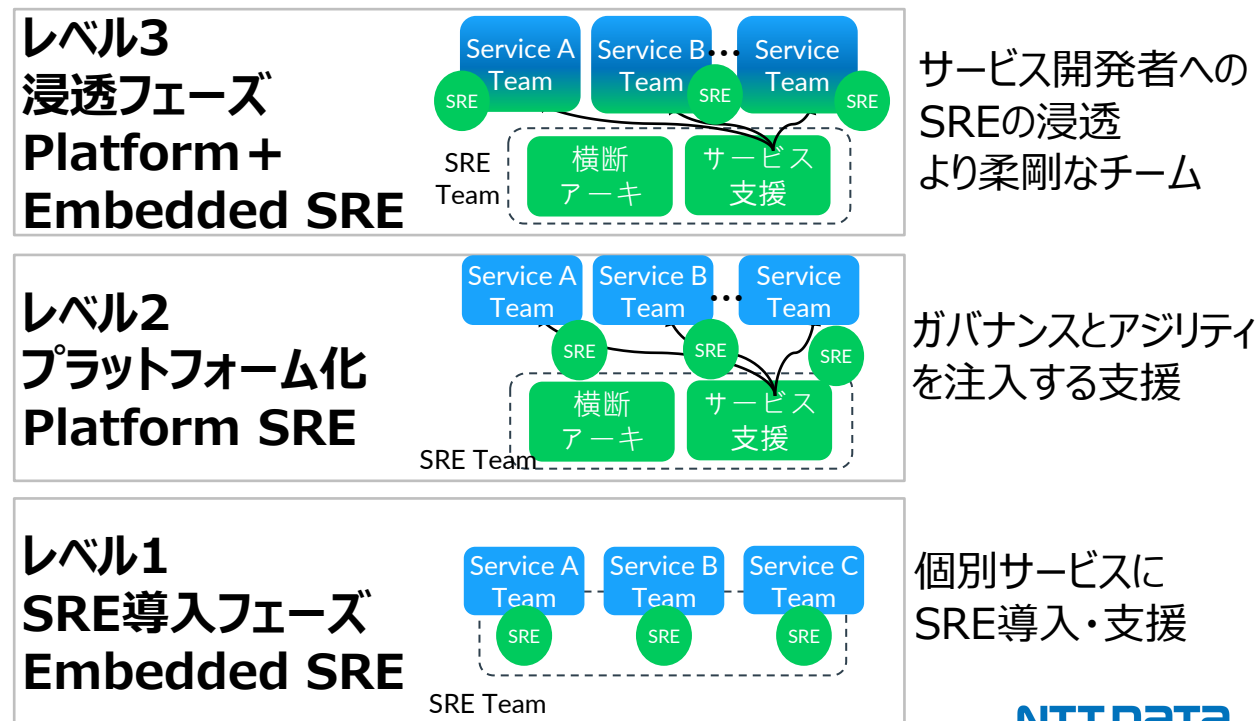 レベル3
浸透フェーズ
Platform+
Embedded SRE
Service A
Team
Service B
Team
...
Service
Team
SRE
SRE
SRE
SRE
Team
横断
アーキ
サービス
支援
サービス開発者への
SREの浸透
より柔剛なチーム
レベル2
プラットフォーム化
Platform SRE
Service A
Team
Service B
Team
...
Service
Team
SRE
SRE
SRE
横断
アーキ
サービス
支援
SRE Team
ガバナンスとアジリティ
を注入する支援
レベル1
SRE導入フェーズ
Embedded SRE
Service A
Team
Service B
Team
Service C
Team
SRE
SRE
SRE
SRE Team
個別サービスに
SRE導入・支援
NTT DATA